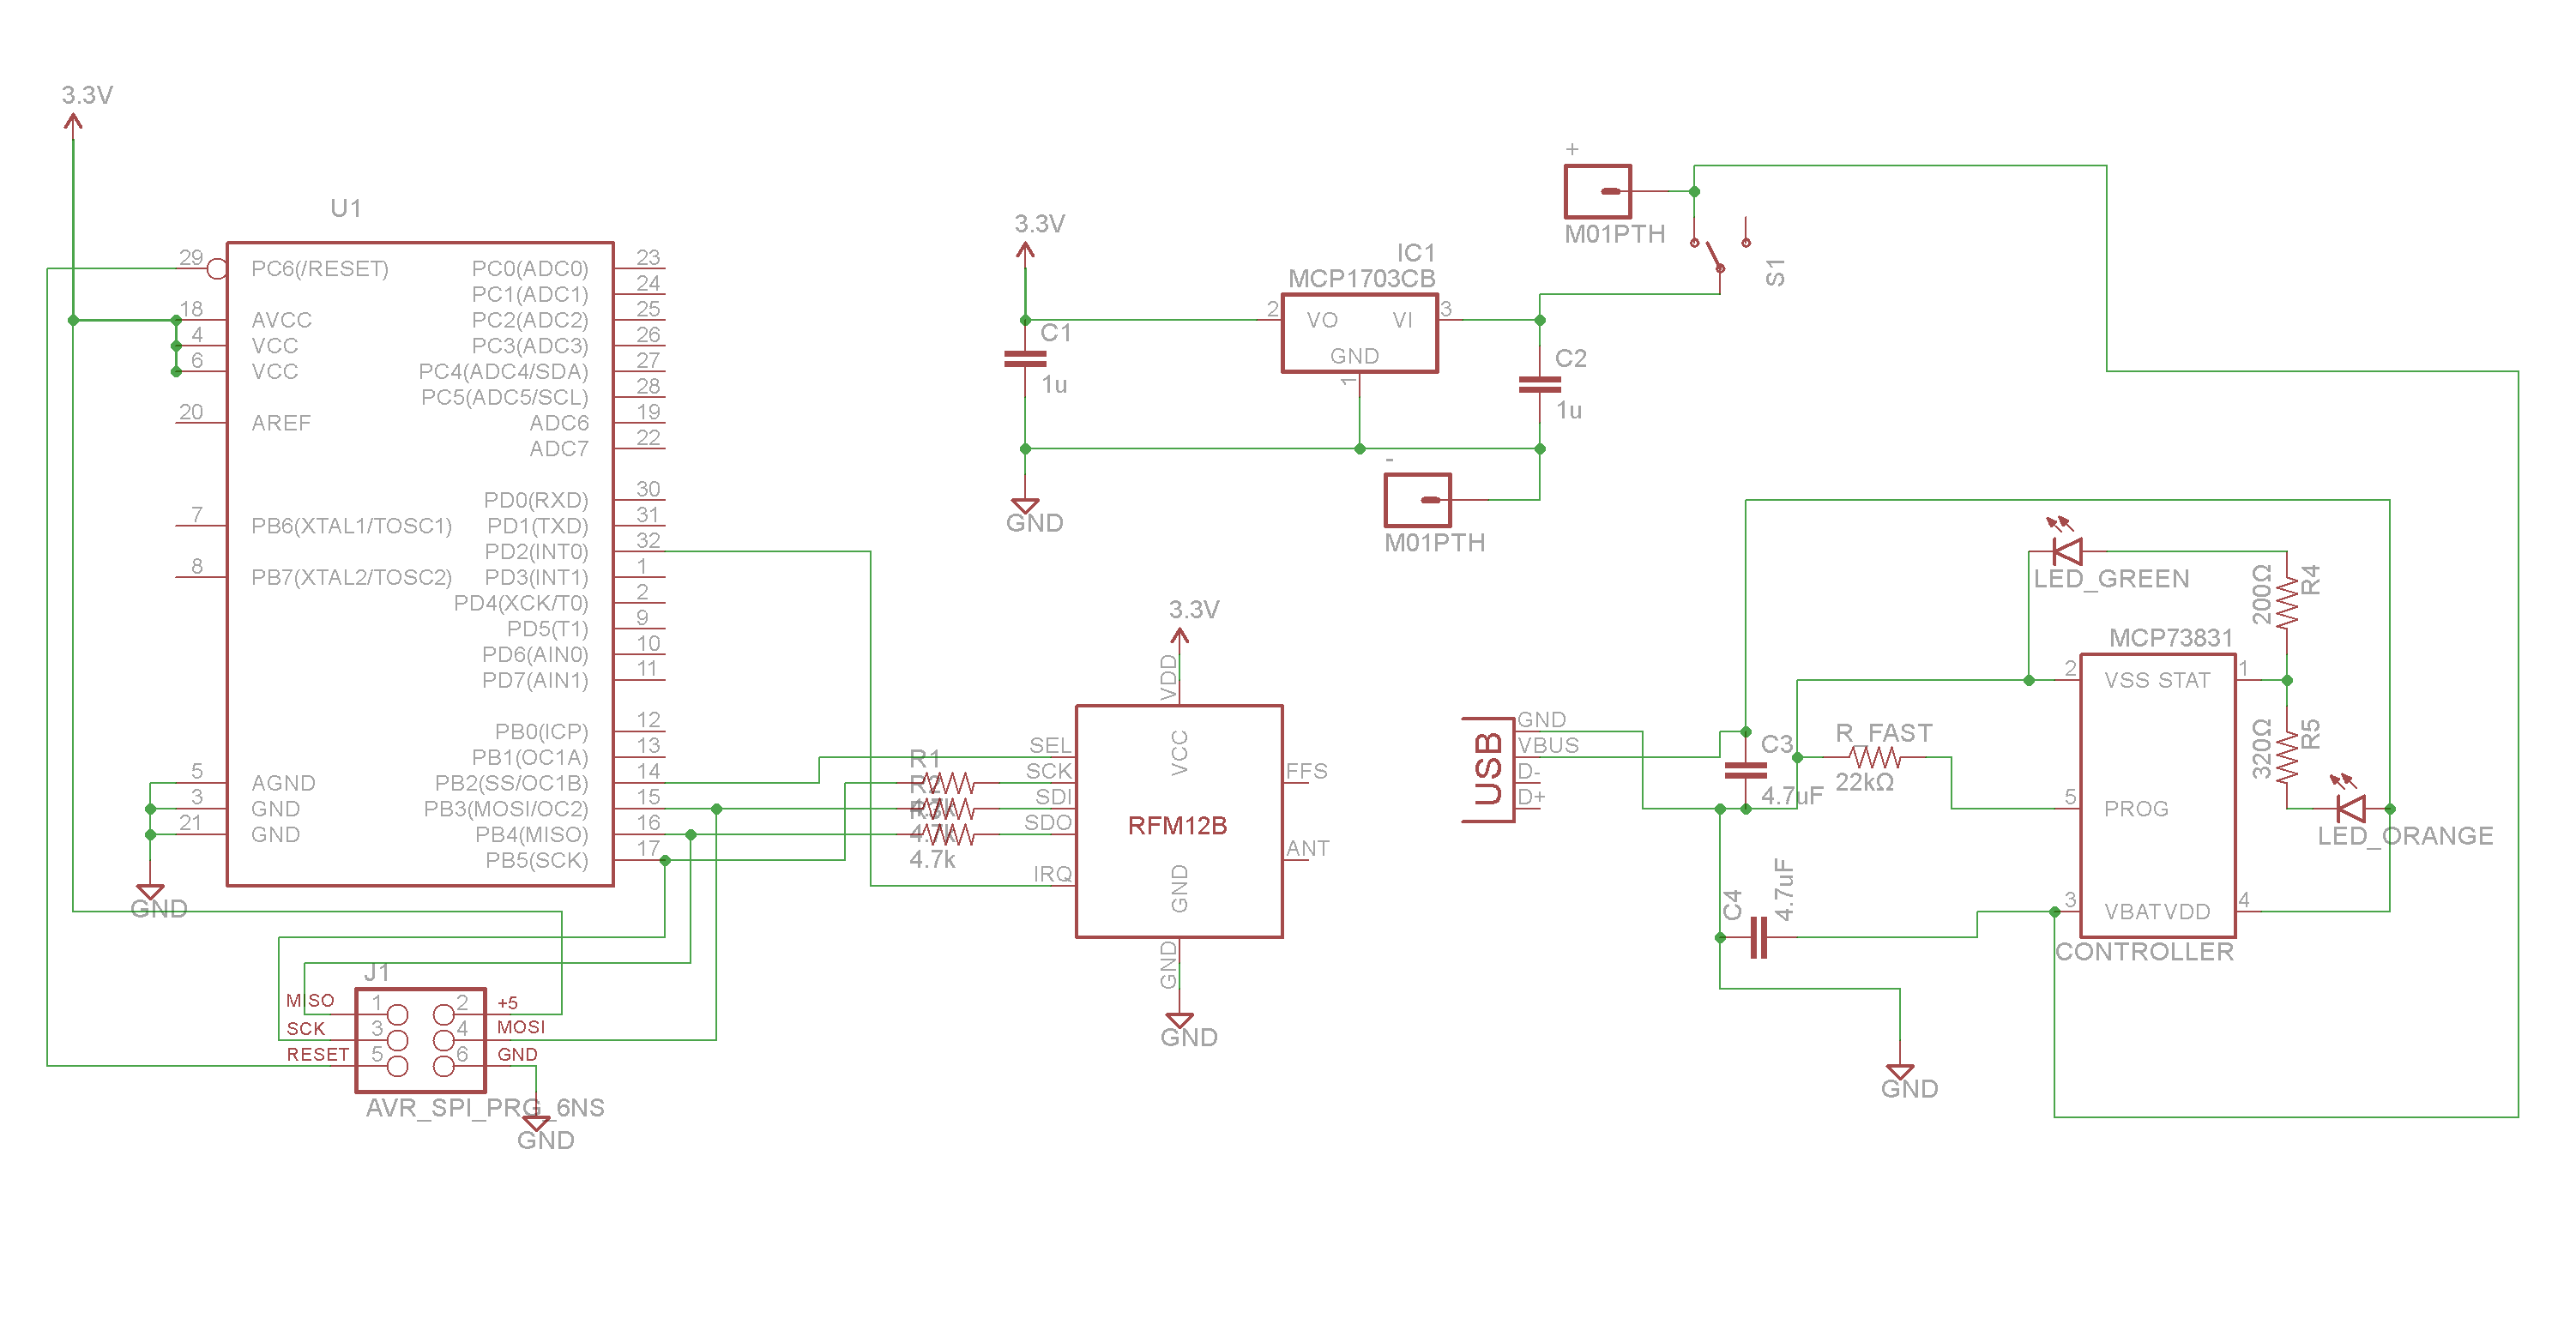 3.3V
U1
29
PC6(/RESET)
18
AVCC
4
VCC
6
VCC
20
AREF
7
PB6(XTAL1/TOSC1)
8
PB7(XTAL2/TOSC2)
5
AGND
3
GND
21
GND
GND
PC0(ADC0)
23
PC1(ADC1)
24
PC2(ADC2)
25
PC3(ADC3)
26
PC4(ADC4/SDA)
27
PC5(ADC5/SCL)
28
ADC6
19
ADC7
22
PD0(RXD)
30
PD1(TXD)
31
PD2(INT0)
32
PD3(INT1)
1
PD4(XCK/T0)
2
PD5(T1)
9
PD6(AIN0)
10
PD7(AIN1)
11
PB0(ICP)
12
PB1(OC1A)
13
PB2(SS/OC1B)
14
PB3(MOSI/OC2)
15
PB4(MISO)
16
PB5(SCK)
17
J1
MISO
1
2
+5
SCK
3
4
MOSI
RESET
5
6
GND
AVR_SPI_PRG_6NS
GND
R1
R2
R3
4.7k
4.7k
4.7k
3.3V
C1
1u
GND
IC1
MCP1703CB
2
VO
VI
3
GND
1
C2
1u
-
M01PTH
+
M01PTH
S1
3.3V
VDD
VCC
SEL
SCK
SDI
SDO
IRQ
RFM12B
FFS
ANT
GND
GND
GND
USB
GND
VBUS
D-
D+
C3
4.7uF
R_FAST
22kΩ
C4
4.7uF
GND
LED_GREEN
200Ω
R4
MCP73831
2
VSS
STAT
1
5
PROG
3
VBAT
VDD
4
CONTROLLER
320Ω
R5
LED_ORANGE